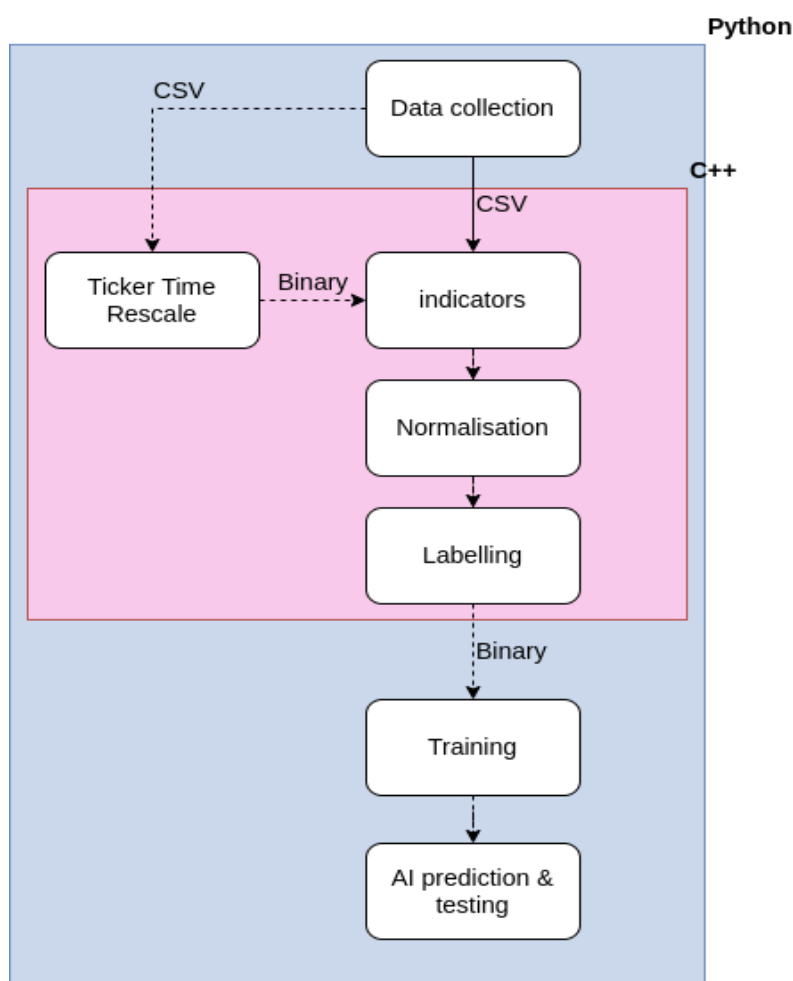 Python
CSV
Data collection
C++
CSV
Ticker Time
Rescale
Binary
indicators
Normalisation
Labelling
Binary
Training
AI prediction &
testing